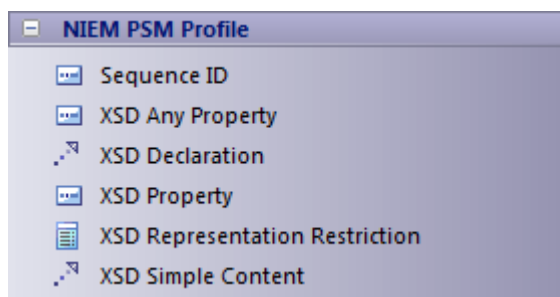 NIEM PSM Profile
Sequence ID
XSD Any Property
XSD Declaration
XSD Property
XSD Representation Restriction
XSD Simple Content